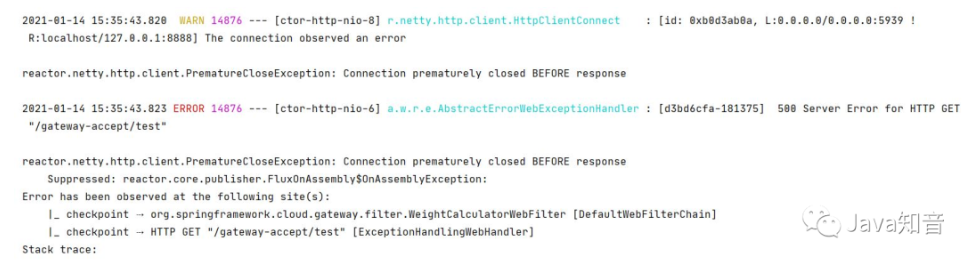 2021-01-14 15:35:43.820  WARN 14876 --- [ctor-http-nio-8] r.netty.http.client.HttpClientConnect    : [id: 0xb0d3ab0a, L:0.0.0.0/0.0.0.0:5939 !
R:localhost/127.0.0.1:8888] The connection observed an error
reactor.netty.http.client.PrematureCloseException: Connection prematurely closed BEFORE response
2021-01-14 15:35:43.823 ERROR 14876 --- [ctor-http-nio-6] a.w.r.e.AbstractErrorWebExceptionHandler : [d3bd6cfa-181375]  500 Server Error for HTTP GET
"/gateway-accept/test"
reactor.netty.http.client.PrematureCloseException: Connection prematurely closed BEFORE response
Suppressed: reactor.core.publisher.FluxOnAssembly$OnAssemblyException:
Error has been observed at the following site(s):
|_ checkpoint → org.springframework.cloud.gateway.filter.WeightCalculatorWebFilter [DefaultWebFilterChain]
|_ checkpoint → HTTP GET "/gateway-accept/test" [ExceptionHandlingWebHandler]
Stack trace:
Java知音